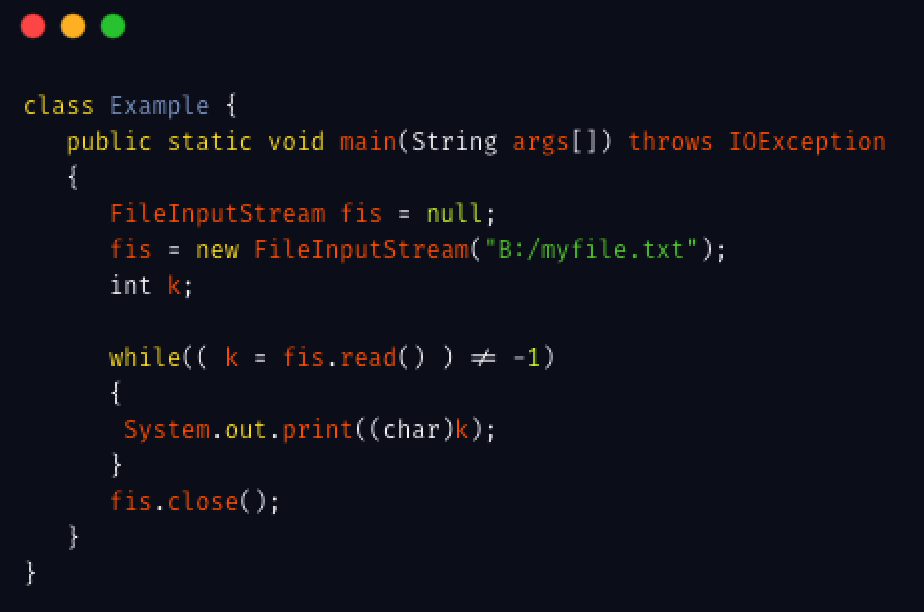 class Example {
   public static void main(String args[]) throws IOException
   {
      FileInputStream fis = null;
      fis = new FileInputStream("B:/myfile.txt");
      int k;

      while(( k = fis.read() ) ≠ -1)
      {
       System.out.print((char)k);
      }
      fis.close();
   }
}